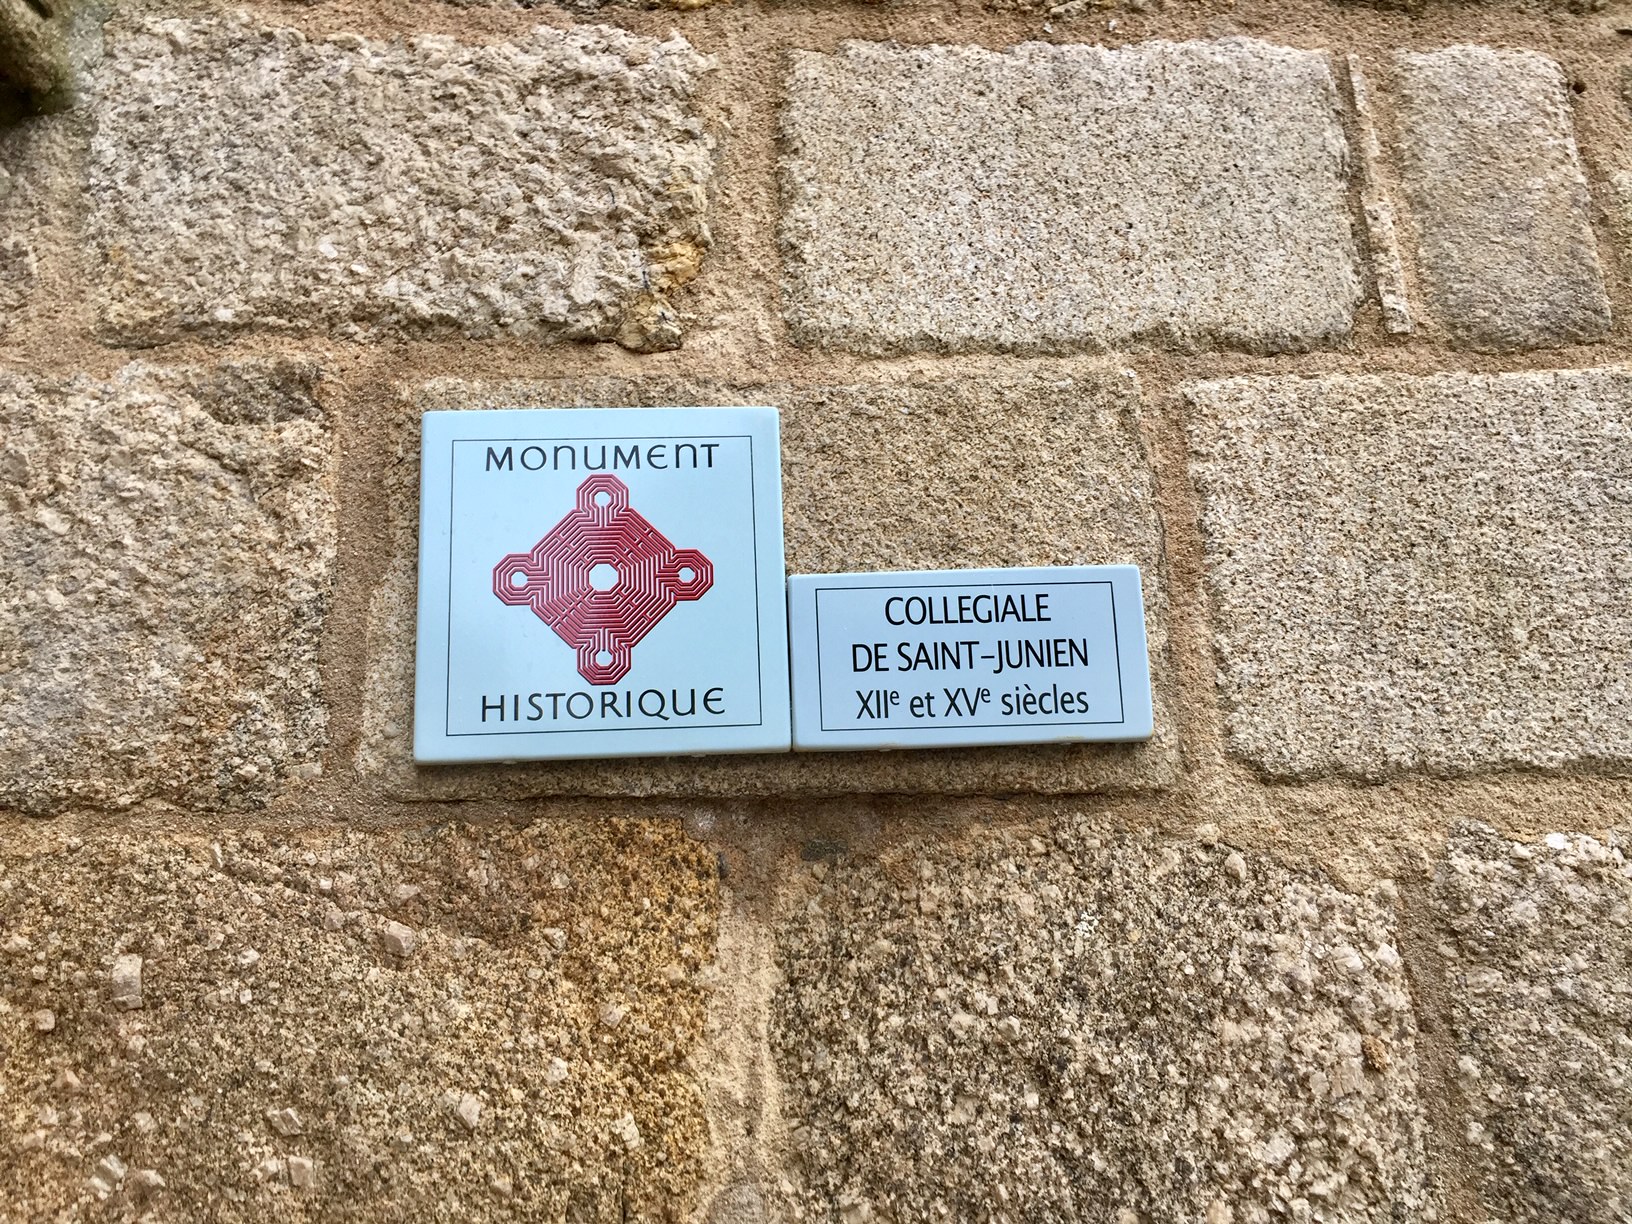 MONUMENT
HISTORIQUE
COLLEGIALE
DE SAINT-JUNIEN
XIIe et XVe siècles